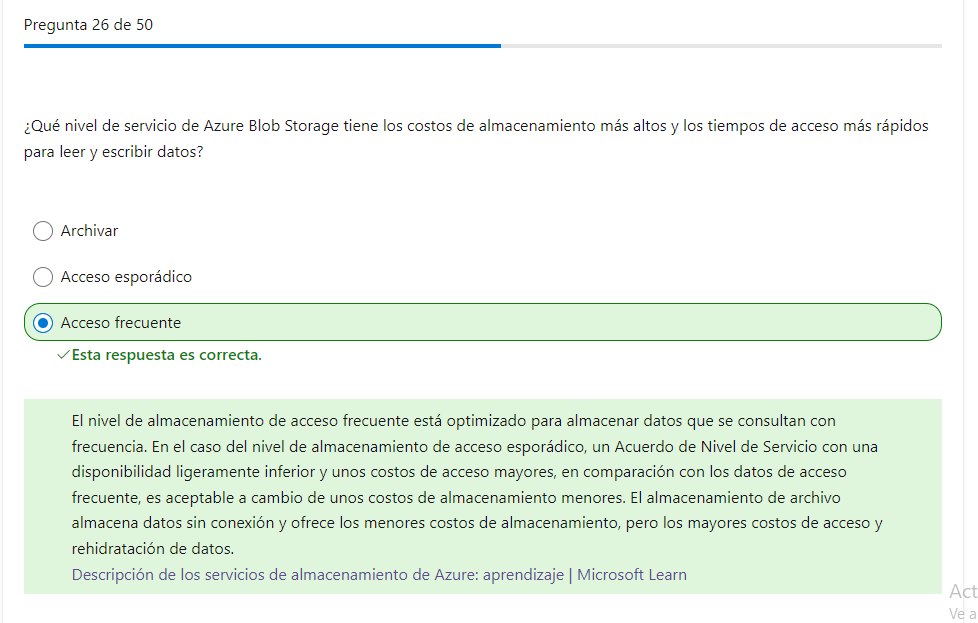 Pregunta 26 de 50
¿Qué nivel de servicio de Azure Blob Storage tiene los costos de almacenamiento más altos y los tiempos de acceso más rápidos
para leer y escribir datos?
Archivar
Acceso esporádico
Acceso frecuente
Esta respuesta es correcta.
El nivel de almacenamiento de acceso frecuente está optimizado para almacenar datos que se consultan con
frecuencia. En el caso del nivel de almacenamiento de acceso esporádico, un Acuerdo de Nivel de Servicio con una
disponibilidad ligeramente inferior y unos costos de acceso mayores, en comparación con los datos de acceso
frecuente, es aceptable a cambio de unos costos de almacenamiento menores. El almacenamiento de archivo
almacena datos sin conexión y ofrece los menores costos de almacenamiento, pero los mayores costos de acceso y
rehidratación de datos.
Descripción de los servicios de almacenamiento de Azure: aprendizaje | Microsoft Learn
Act
Ve a